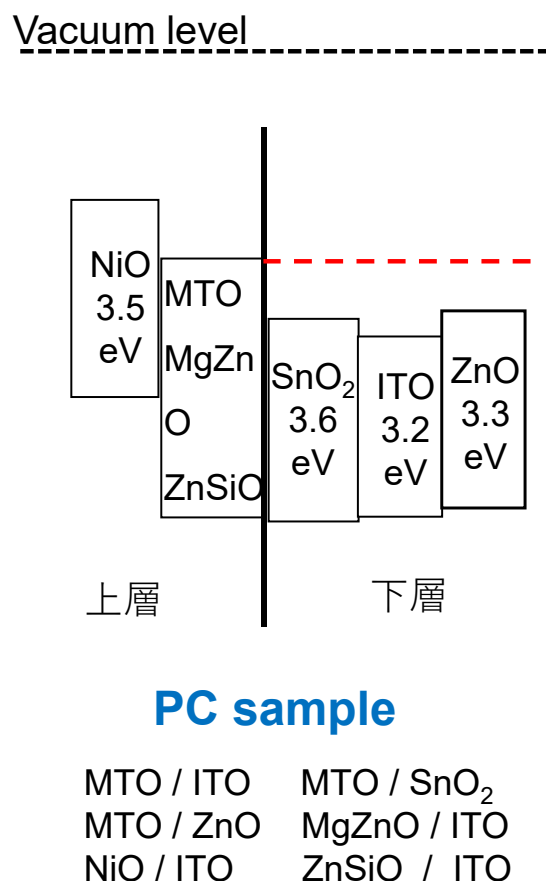 Vacuum level
NiO
3.5
eV
MTO
MgZn
O
ZnSiO
SnO₂
3.6
eV
ITO
3.2
eV
ZnO
3.3
eV
上層
下層
PC sample
MTO / ITO MTO / SnO₂
MTO / ZnO MgZnO / ITO
NiO / ITO ZnSiO / ITO